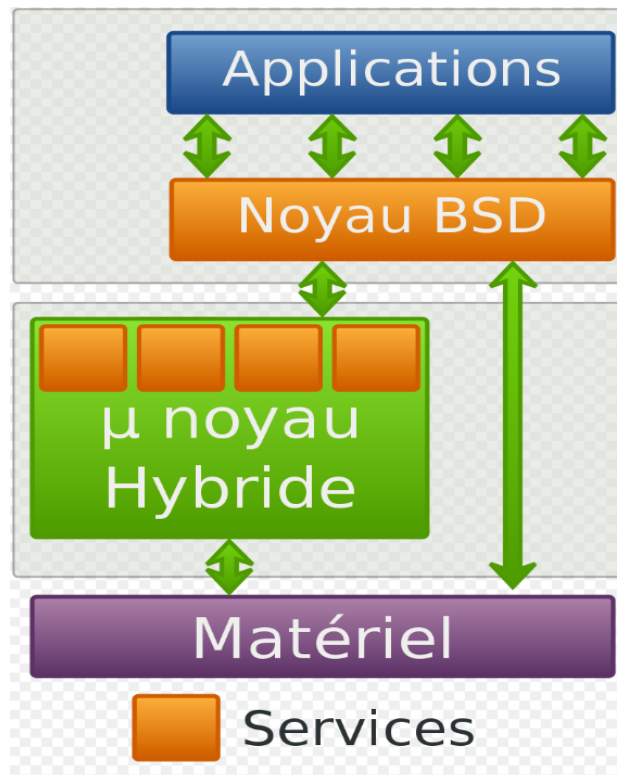 Applications
Noyau BSD
µ noyau
Hybride
Matériel
Services